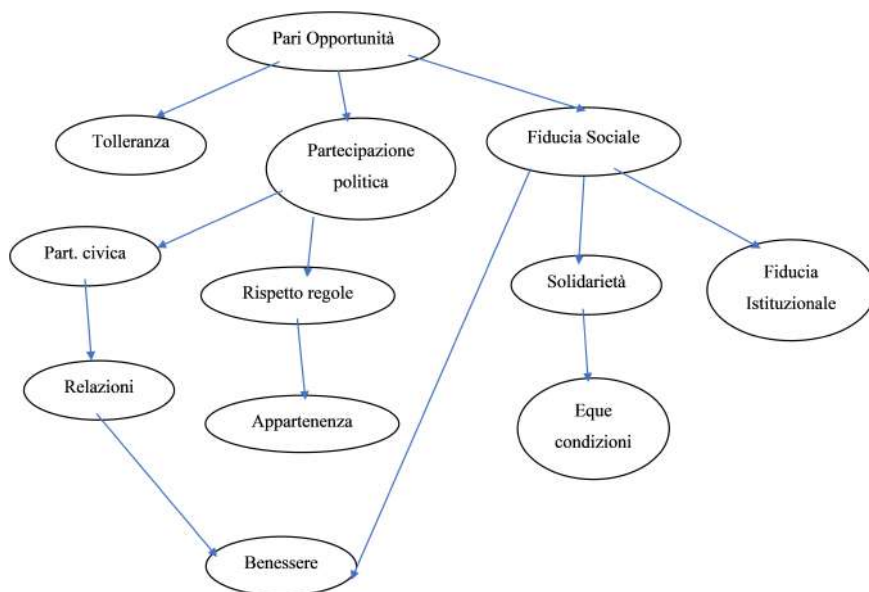 Pari Opportunità
Tolleranza
Partecipazione
politica
Fiducia Sociale
Part. civica
Rispetto regole
Solidarietà
Fiducia
Istituzionale
Relazioni
Appartenenza
Eque
condizioni
Benessere